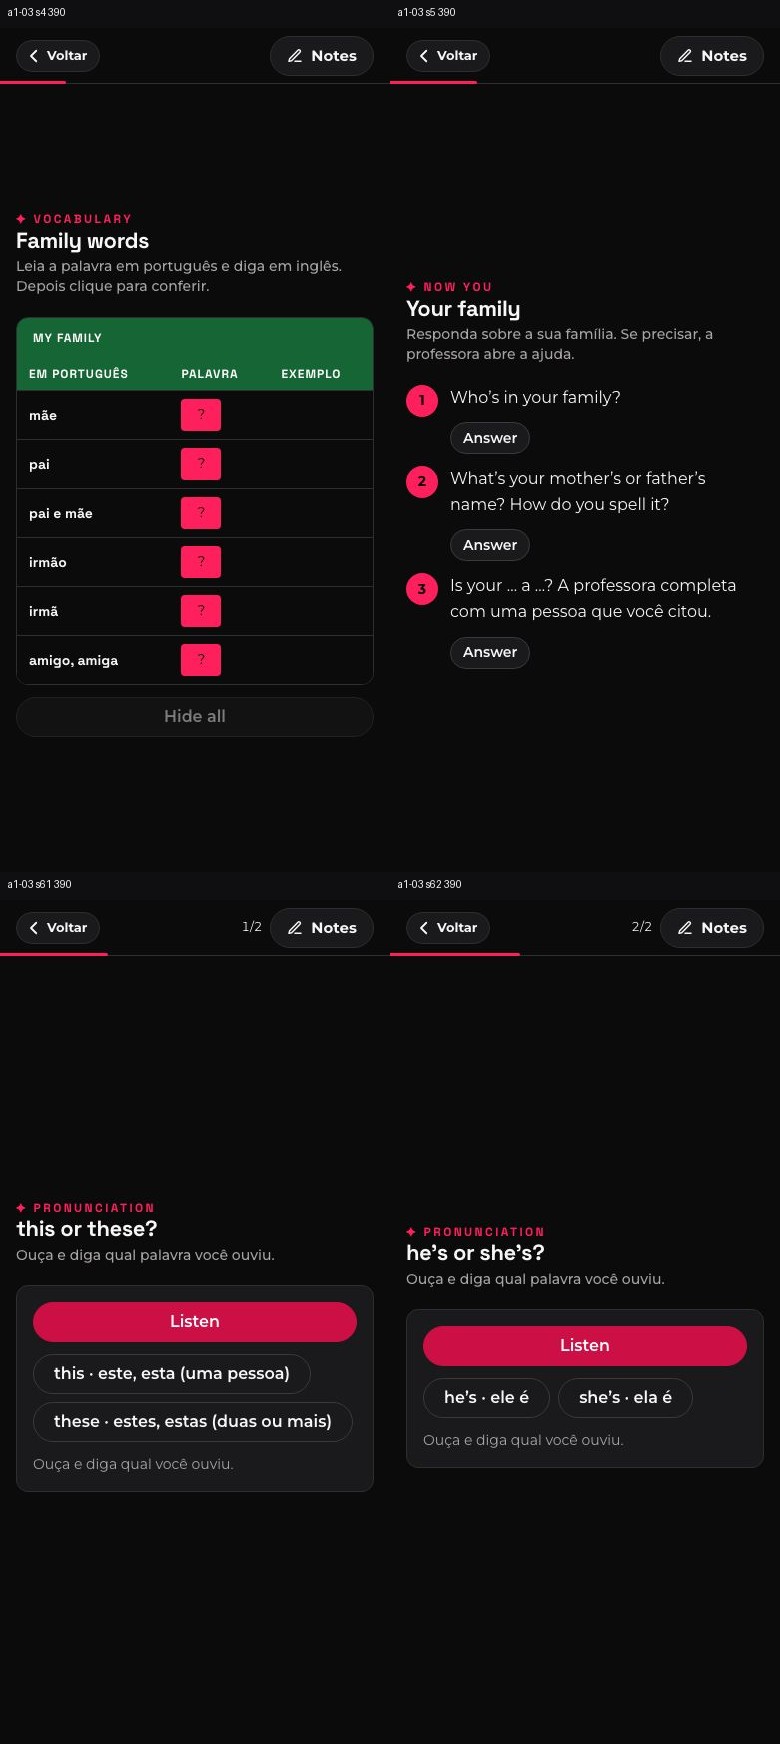 a1-03 s4 390
Voltar
Notes
VOCABULARY
Family words
Leia a palavra em português e diga em inglês.
Depois clique para conferir.
MY FAMILY
EM PORTUGUÊS PALAVRA EXEMPLO
mãe ?
pai ?
pai e mãe ?
irmão ?
irmã ?
amigo, amiga ?
Hide all
a1-03 s5 390
Voltar
Notes
NOW YOU
Your family
Responda sobre a sua família. Se precisar, a
professora abre a ajuda.
1 Who's in your family?
Answer
2 What's your mother's or father's
name? How do you spell it?
Answer
3 Is your ... a ...? A professora completa
com uma pessoa que você citou.
Answer
a1-03 s61 390
Voltar
1/2
Notes
PRONUNCIATION
this or these?
Ouça e diga qual palavra você ouviu.
Listen
this · este, esta (uma pessoa)
these · estes, estas (duas ou mais)
Ouça e diga qual você ouviu.
a1-03 s62 390
Voltar
2/2
Notes
PRONUNCIATION
he's or she's?
Ouça e diga qual palavra você ouviu.
Listen
he's · ele é
she's · ela é
Ouça e diga qual você ouviu.